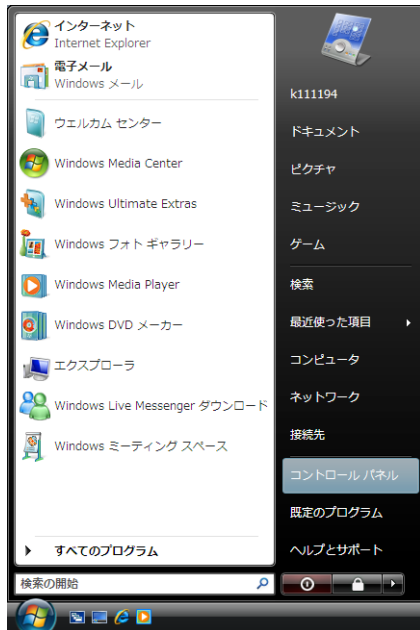 インターネット
Internet Explorer
電子メール
Windows メール
ウェルカム センター
Windows Media Center
Windows Ultimate Extras
Windows フォト ギャラリー
Windows Media Player
Windows DVD メーカー
エクスプローラ
Windows Live Messenger ダウンロード
Windows ミーティング スペース
すべてのプログラム
検索の開始
k111194
ドキュメント
ピクチャ
ミュージック
ゲーム
検索
最近使った項目
コンピュータ
ネットワーク
接続先
コントロール パネル
既定のプログラム
ヘルプとサポート